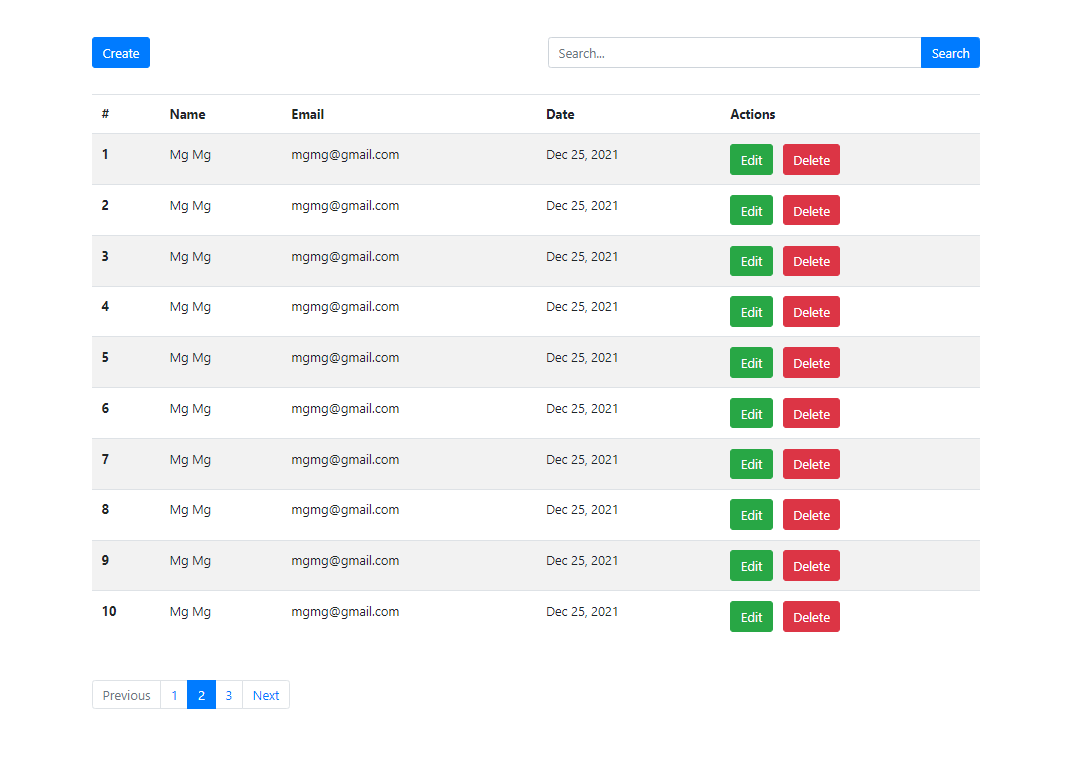 Create Search... Search
# Name Email Date Actions
1 Mg Mg mgmg@gmail.com Dec 25, 2021 Edit Delete
2 Mg Mg mgmg@gmail.com Dec 25, 2021 Edit Delete
3 Mg Mg mgmg@gmail.com Dec 25, 2021 Edit Delete
4 Mg Mg mgmg@gmail.com Dec 25, 2021 Edit Delete
5 Mg Mg mgmg@gmail.com Dec 25, 2021 Edit Delete
6 Mg Mg mgmg@gmail.com Dec 25, 2021 Edit Delete
7 Mg Mg mgmg@gmail.com Dec 25, 2021 Edit Delete
8 Mg Mg mgmg@gmail.com Dec 25, 2021 Edit Delete
9 Mg Mg mgmg@gmail.com Dec 25, 2021 Edit Delete
10 Mg Mg mgmg@gmail.com Dec 25, 2021 Edit Delete
Previous 1 2 3 Next